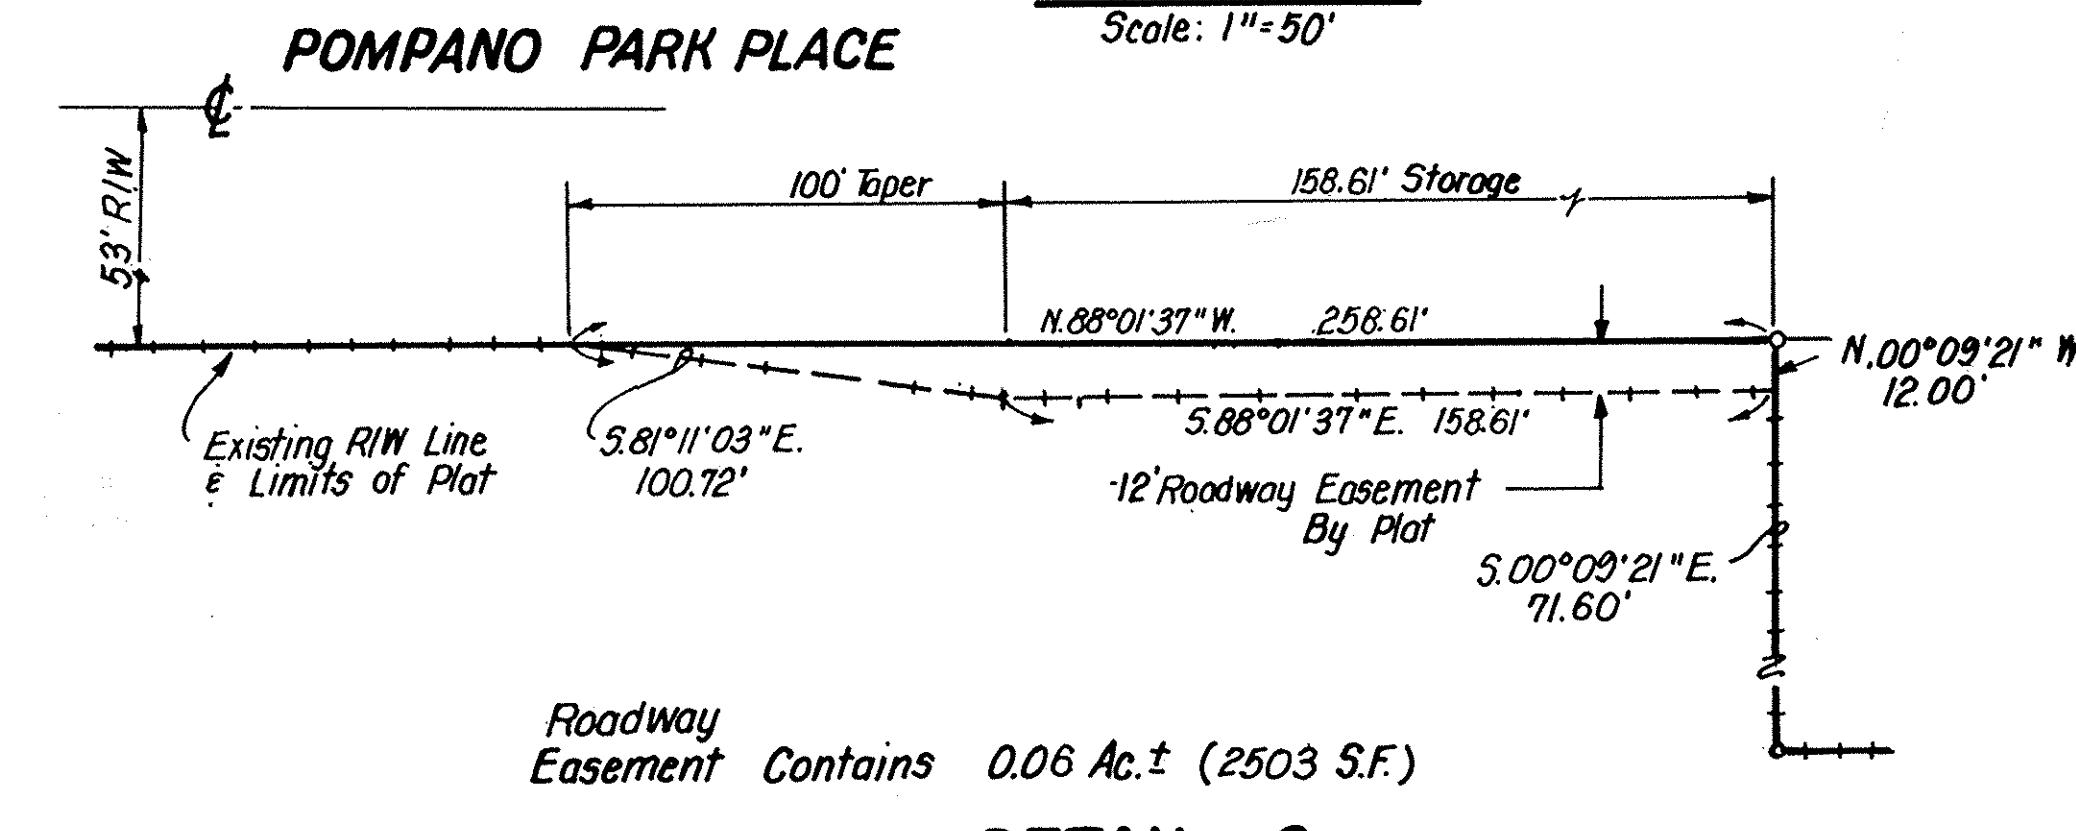 Scale: 1"=50'
POMPANO PARK PLACE
℄
53' R/W
100' Taper
158.61' Storage
N.88°01'37"W. 258.61'
N.00°09'21" W
12.00'
Existing R/W Line
& Limits of Plat
S.81°11'03"E.
100.72'
S.88°01'37"E. 158.61'
12' Roadway Easement
By Plat
S.00°09'21"E.
71.60'
Roadway
Easement Contains 0.06 Ac.± (2503 S.F.)